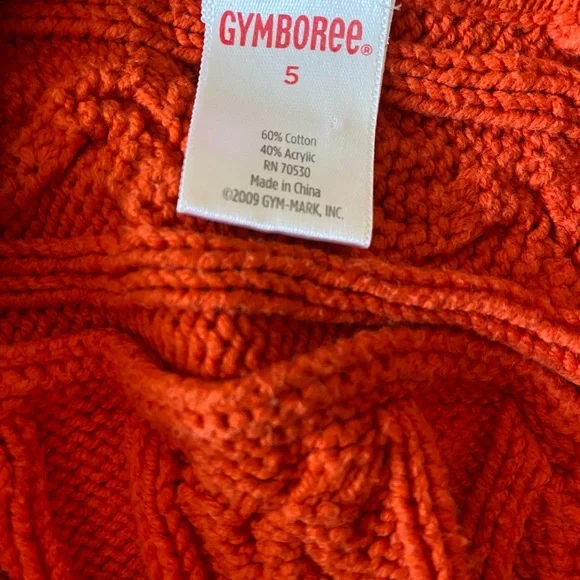 GYMBOREE®
5
60% Cotton
40% Acrylic
RN 70530
Made in China
©2009 GYM-MARK, INC.